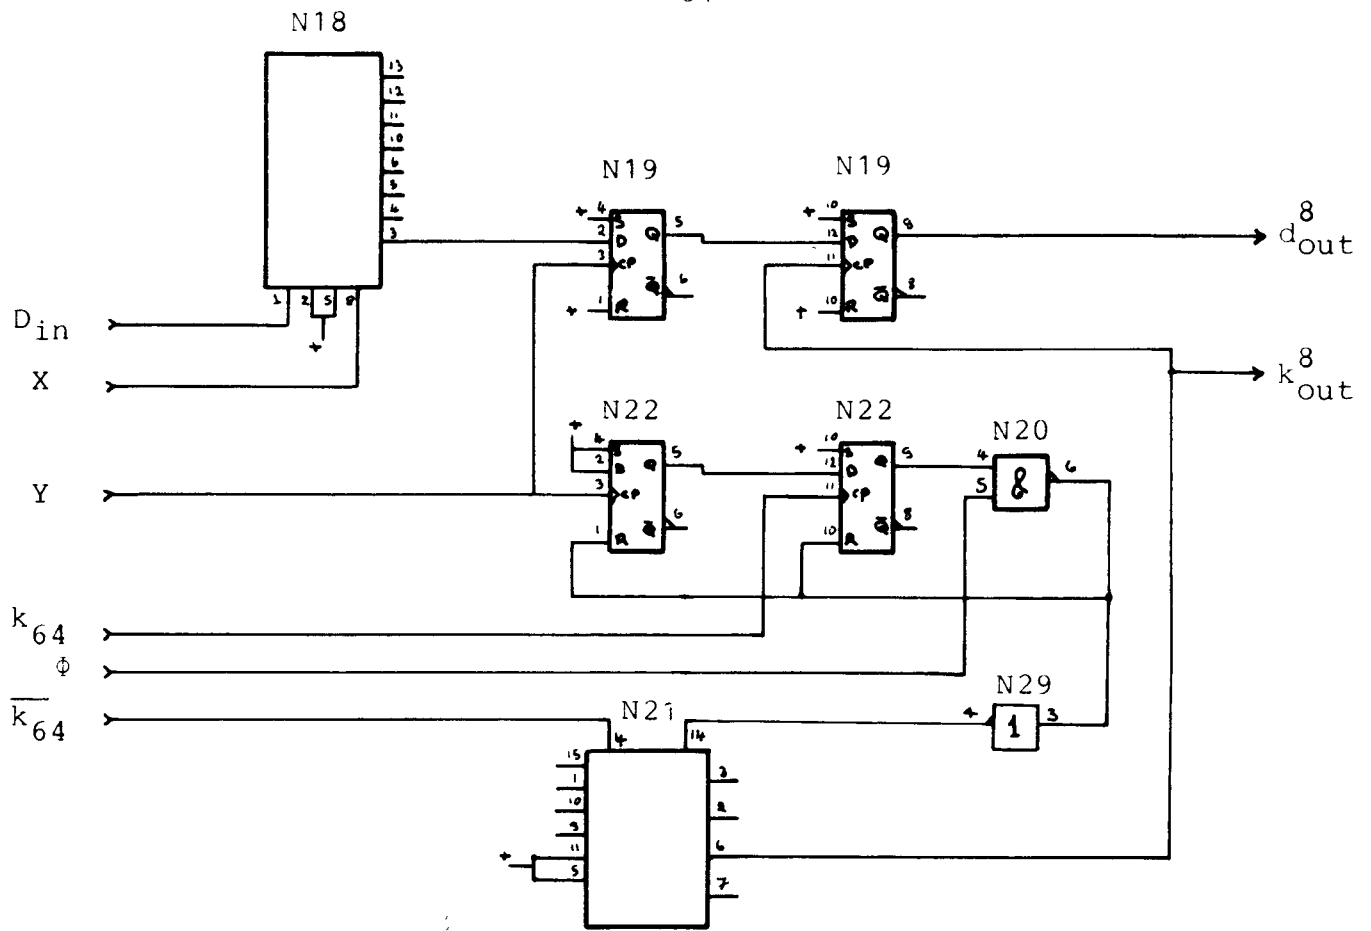 N18
13
12
11
10
6
5
4
3
1 2 5 8
+
N19
+ 4 S
2 D Q 5
3 CP
Q̅ 6
+ 1 R
N19
+ 10 S
12 D Q 8
11 CP
Q̅ 8
+ 10 R
d⁸out
k⁸out
Din
X
Y
k64
Φ
k̅64
N22
+
4 S
2 D Q 5
3 CP
Q̅ 6
1 R
N22
+ 10 S
12 D Q 9
11 CP
Q̅ 8
10 R
N20
4 & 6
5
N29
4 1 3
N21
4 14
15
1
10
9
+ 11
5
3
2
6
7